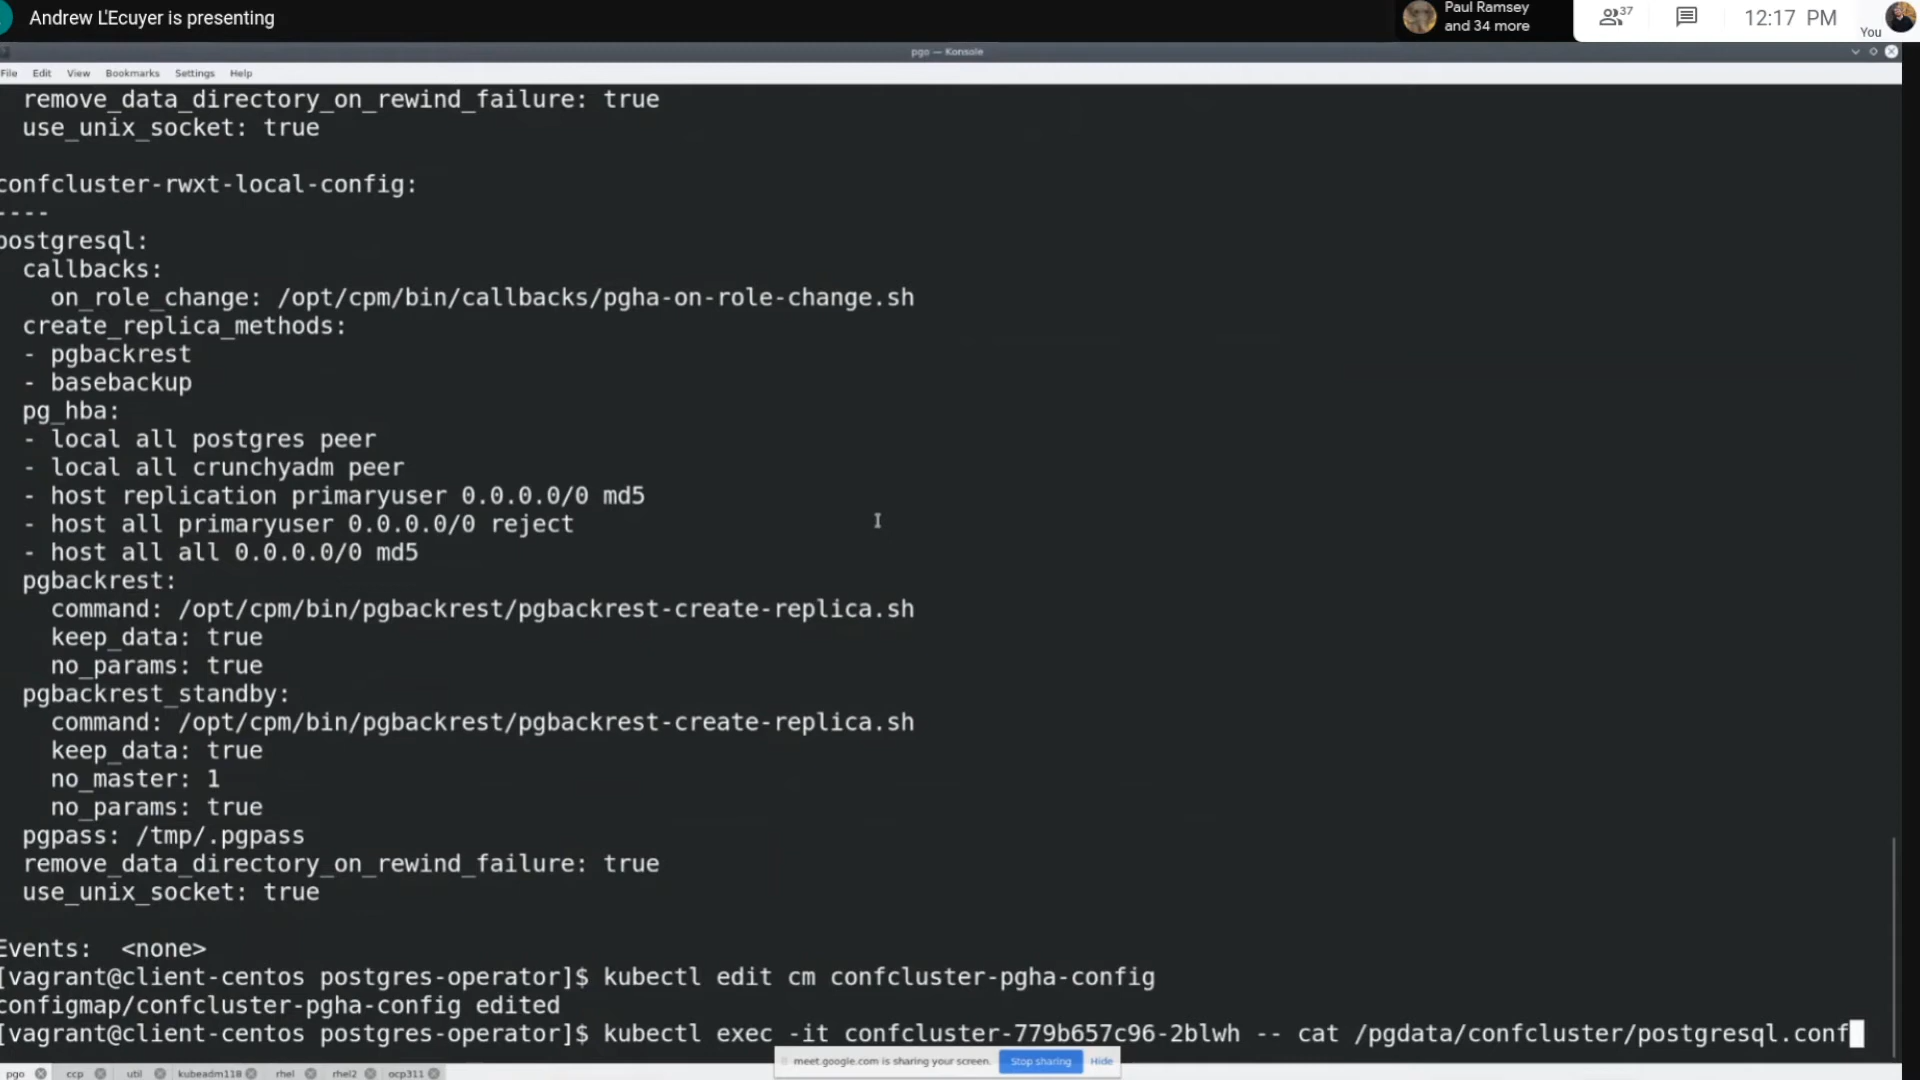 Andrew L'Ecuyer is presenting
Paul Ramsey
and 34 more
37
12:17 PM
You
pgo — Konsole
File Edit View Bookmarks Settings Help
remove_data_directory_on_rewind_failure: true
use_unix_socket: true
confcluster-rwxt-local-config:
----
postgresql:
callbacks:
on_role_change: /opt/cpm/bin/callbacks/pgha-on-role-change.sh
create_replica_methods:
- pgbackrest
- basebackup
pg_hba:
- local all postgres peer
- local all crunchyadm peer
- host replication primaryuser 0.0.0.0/0 md5
- host all primaryuser 0.0.0.0/0 reject
- host all all 0.0.0.0/0 md5
pgbackrest:
command: /opt/cpm/bin/pgbackrest/pgbackrest-create-replica.sh
keep_data: true
no_params: true
pgbackrest_standby:
command: /opt/cpm/bin/pgbackrest/pgbackrest-create-replica.sh
keep_data: true
no_master: 1
no_params: true
pgpass: /tmp/.pgpass
remove_data_directory_on_rewind_failure: true
use_unix_socket: true
Events: <none>
[vagrant@client-centos postgres-operator]$ kubectl edit cm confcluster-pgha-config
configmap/confcluster-pgha-config edited
[vagrant@client-centos postgres-operator]$ kubectl exec -it confcluster-779b657c96-2blwh -- cat /pgdata/confcluster/postgresql.conf
meet.google.com is sharing your screen. Stop sharing Hide
pgo ccp util kubeadm118 rhel rhel2 ocp311